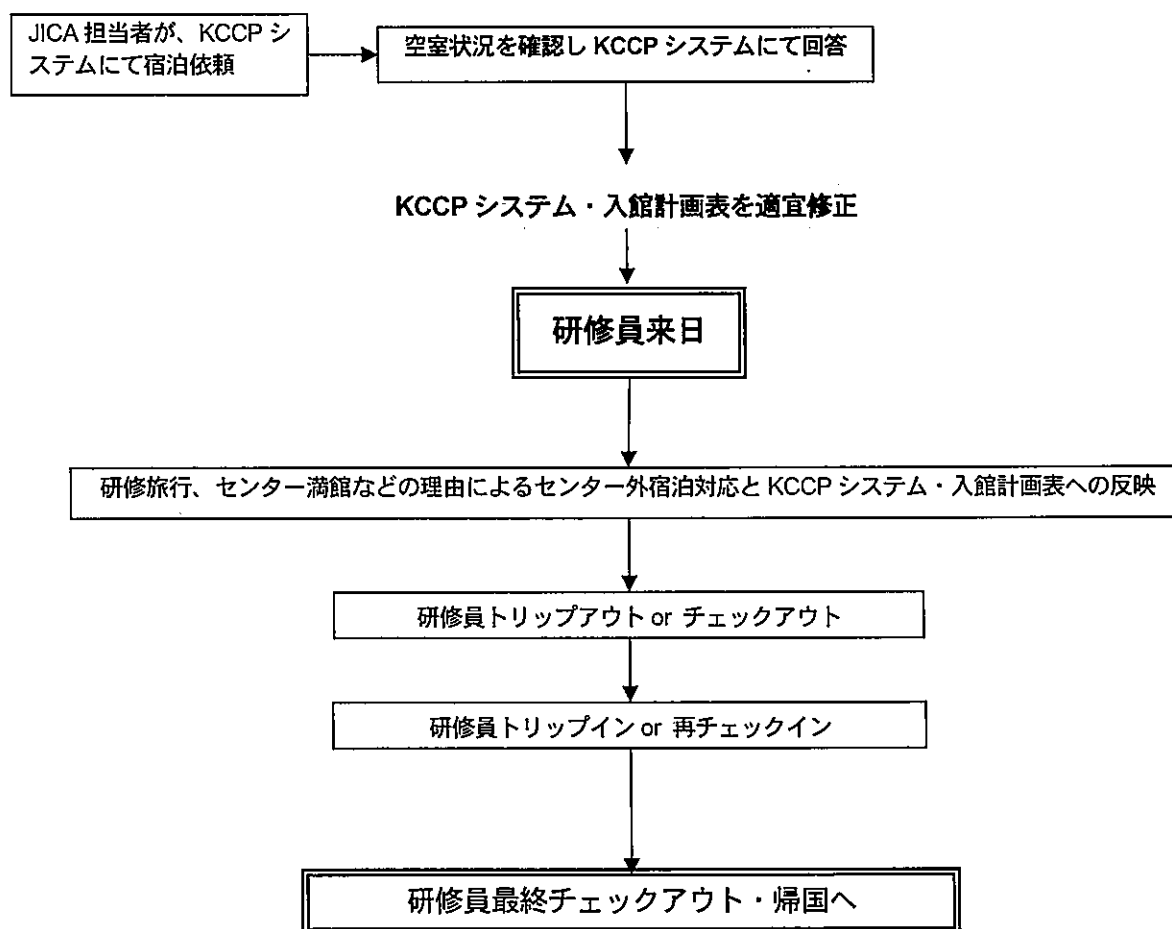 JICA 担当者が、KCCP シ
ステムにて宿泊依頼
空室状況を確認し KCCP システムにて回答
KCCP システム・入館計画表を適宜修正
研修員来日
研修旅行、センター満館などの理由によるセンター外宿泊対応と KCCP システム・入館計画表への反映
研修員トリップアウト or チェックアウト
研修員トリップイン or 再チェックイン
研修員最終チェックアウト・帰国へ